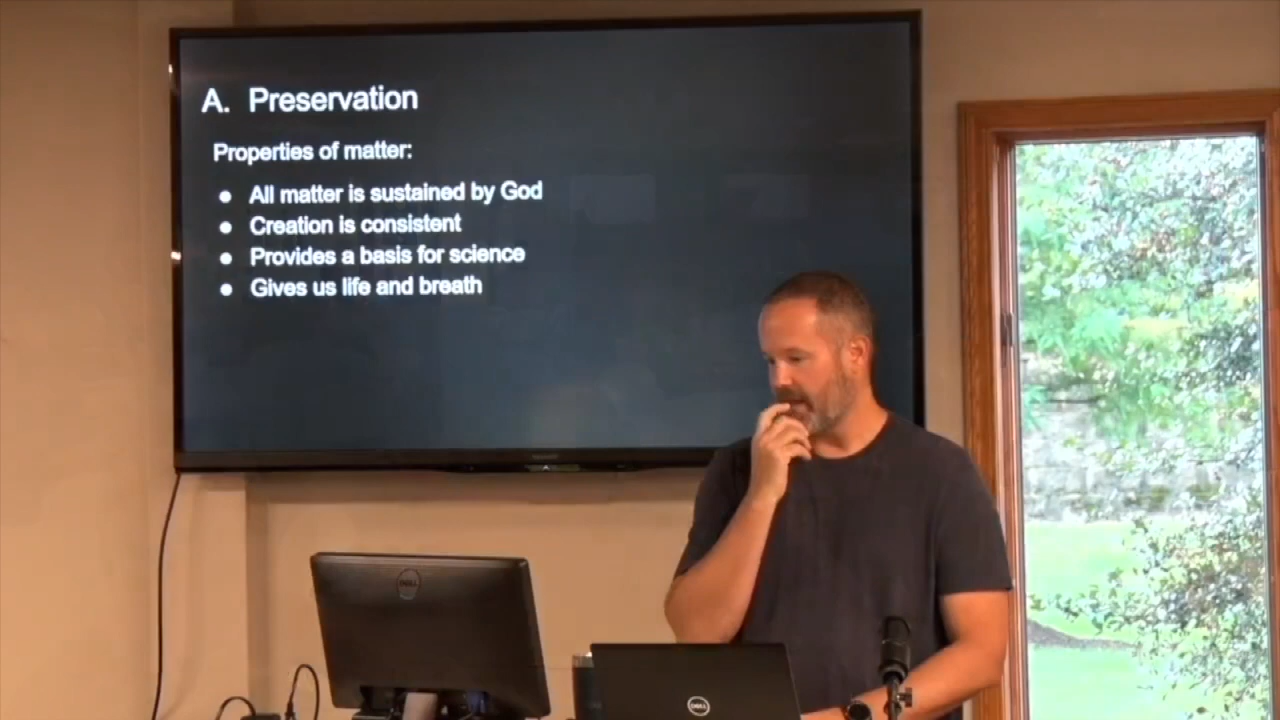 A. Preservation
Properties of matter:
● All matter is sustained by God
● Creation is consistent
● Provides a basis for science
● Gives us life and breath
DELL
DELL